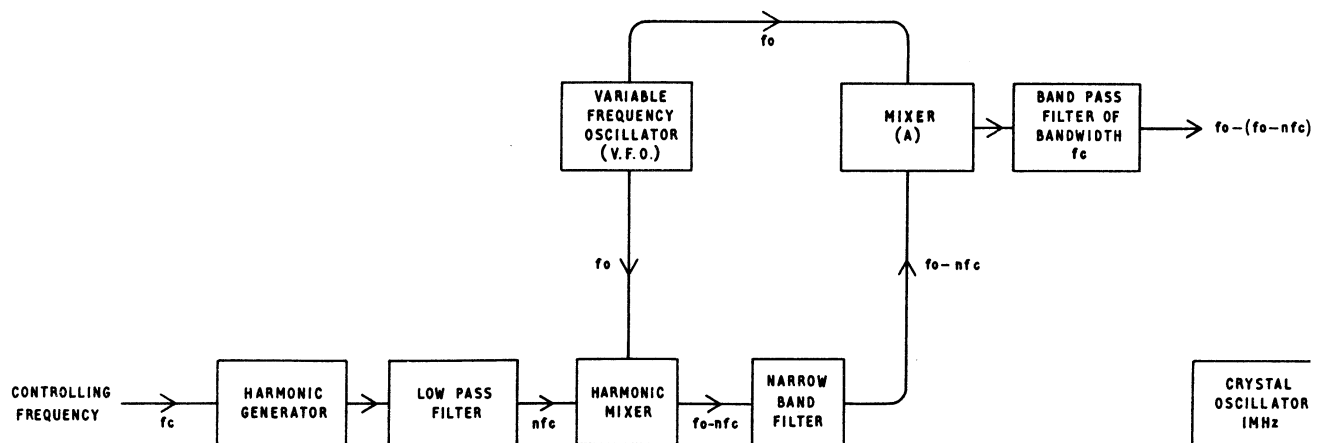 fo
VARIABLE
FREQUENCY
OSCILLATOR
(V.F.O.)
MIXER
(A)
BAND PASS
FILTER OF
BANDWIDTH
fc
fo-(fo-nfc)
fo
fo-nfc
CONTROLLING
FREQUENCY
fc
HARMONIC
GENERATOR
LOW PASS
FILTER
nfc
HARMONIC
MIXER
fo-nfc
NARROW
BAND
FILTER
CRYSTAL
OSCILLATOR
1MHz